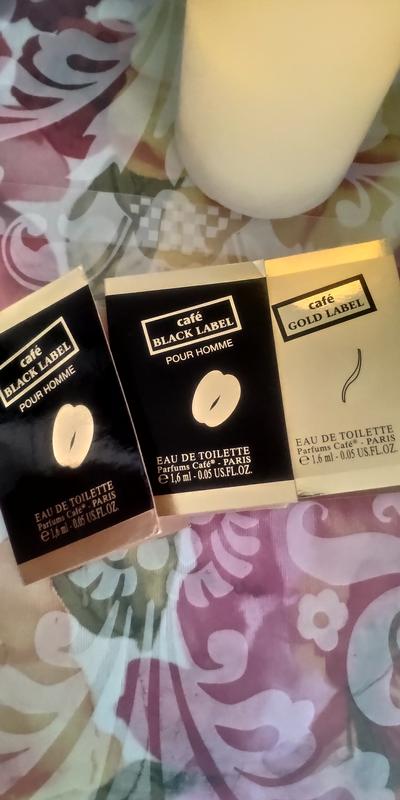 café
BLACK LABEL
POUR HOMME
EAU DE TOILETTE
Parfums Café® - PARIS
℮ 1,6 ml - 0.05 US.FL.OZ.
café
BLACK LABEL
POUR HOMME
EAU DE TOILETTE
Parfums Café® - PARIS
℮ 1,6 ml - 0.05 US.FL.OZ.
café
GOLD LABEL
EAU DE TOILETTE
Parfums Café® - PARIS
℮ 1,6 ml - 0.05 US.FL.OZ.